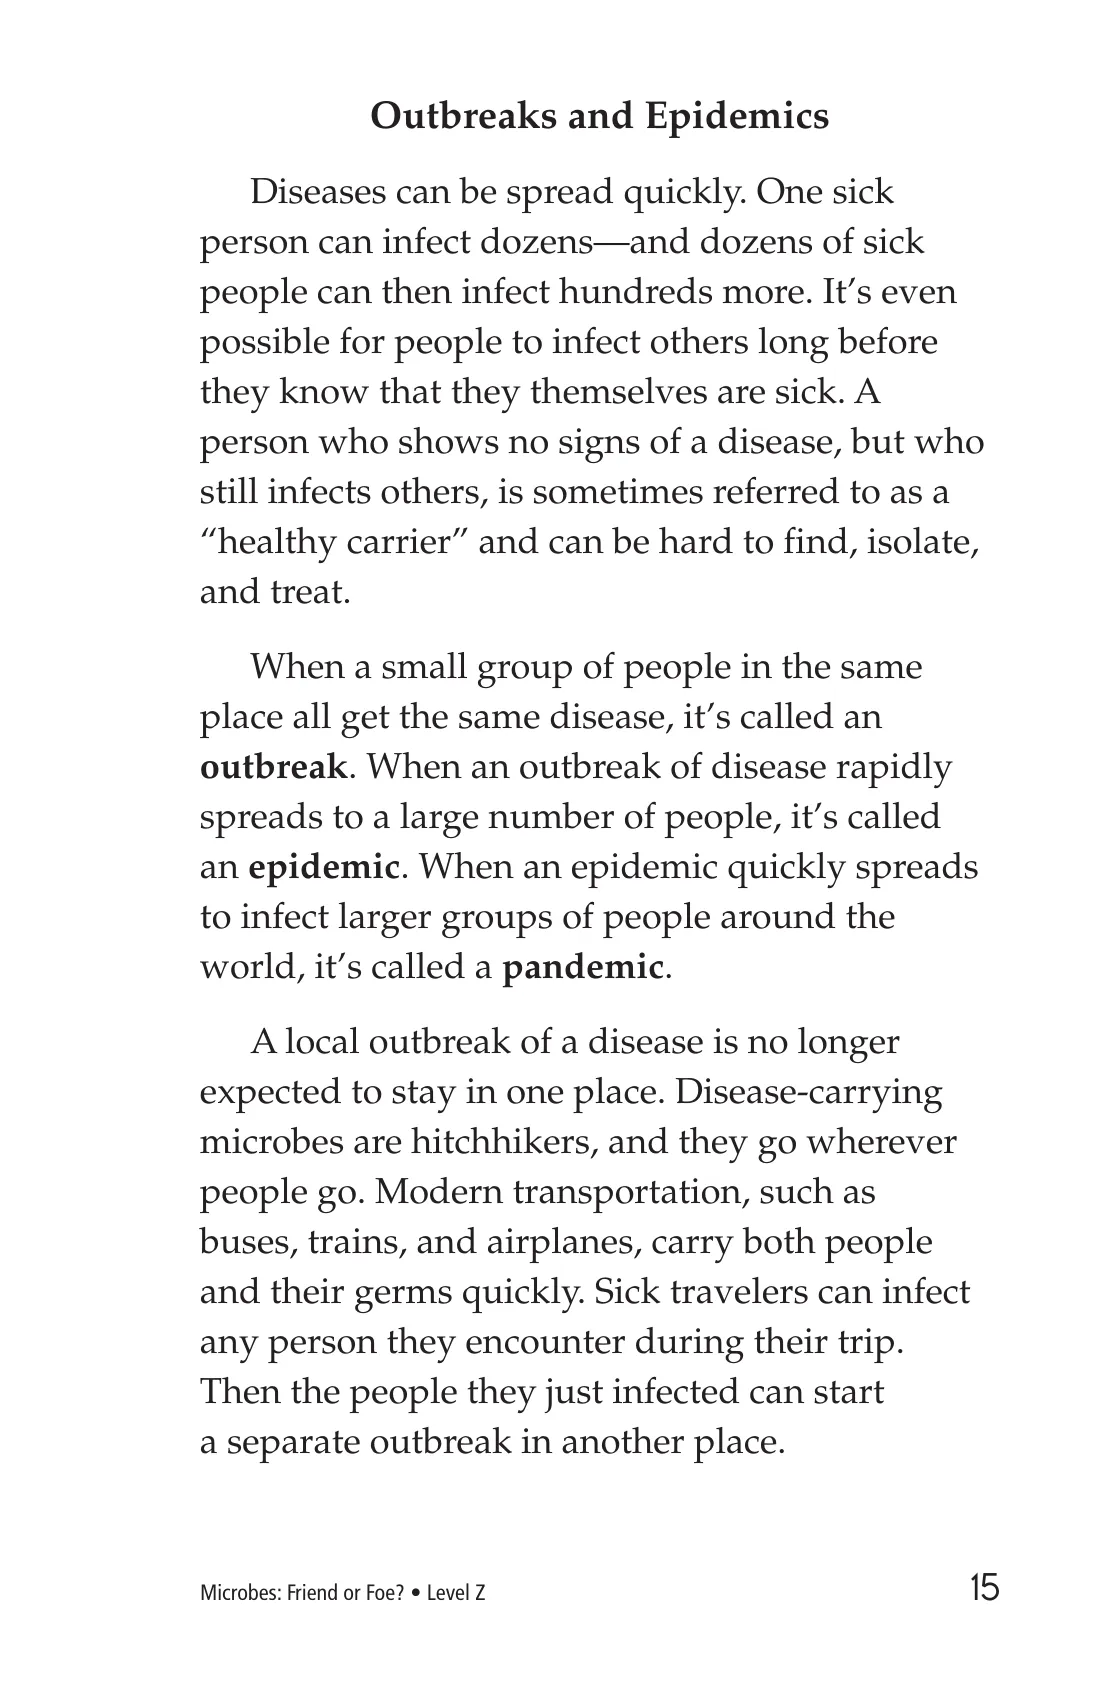 Outbreaks and Epidemics
Diseases can be spread quickly. One sick
person can infect dozens—and dozens of sick
people can then infect hundreds more. It’s even
possible for people to infect others long before
they know that they themselves are sick. A
person who shows no signs of a disease, but who
still infects others, is sometimes referred to as a
“healthy carrier” and can be hard to find, isolate,
and treat.
When a small group of people in the same
place all get the same disease, it’s called an
outbreak. When an outbreak of disease rapidly
spreads to a large number of people, it’s called
an epidemic. When an epidemic quickly spreads
to infect larger groups of people around the
world, it’s called a pandemic.
A local outbreak of a disease is no longer
expected to stay in one place. Disease-carrying
microbes are hitchhikers, and they go wherever
people go. Modern transportation, such as
buses, trains, and airplanes, carry both people
and their germs quickly. Sick travelers can infect
any person they encounter during their trip.
Then the people they just infected can start
a separate outbreak in another place.
Microbes: Friend or Foe? • Level Z
15